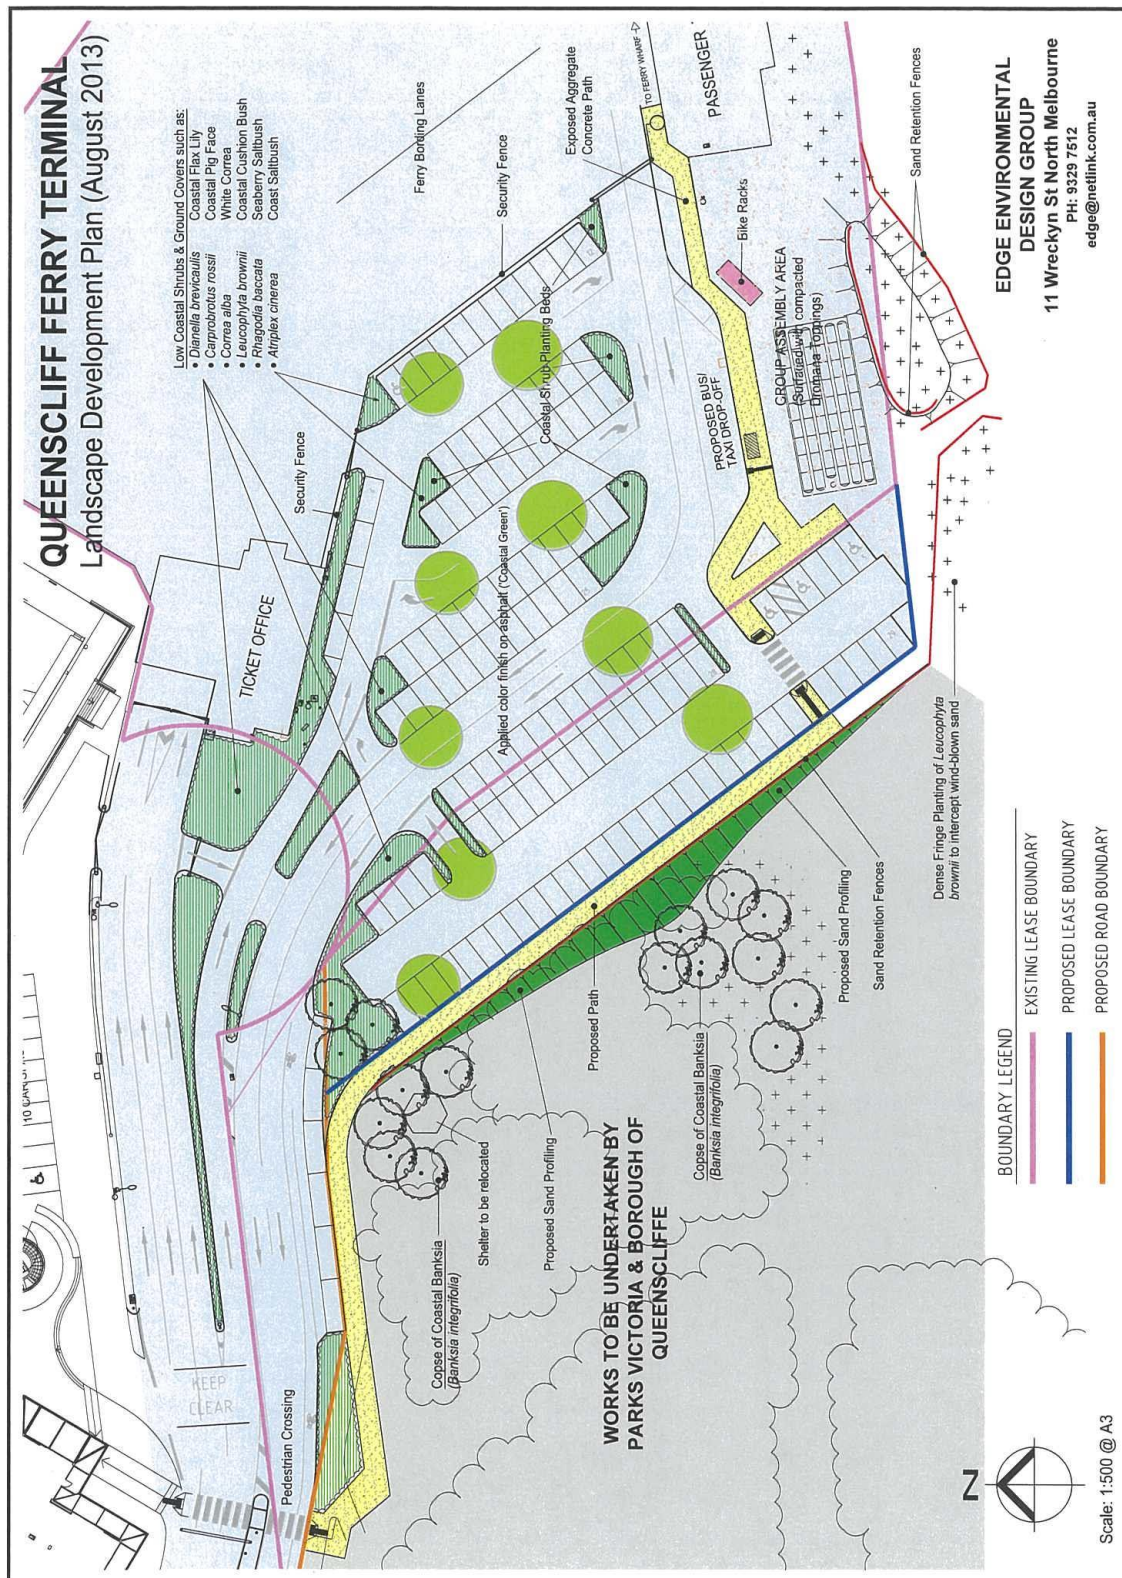 QUEENSCLIFF FERRY TERMINAL
Landscape Development Plan (August 2013)
Low Coastal Shrubs & Ground Covers such as:
• Dianella brevicaulis Coastal Flax Lily
• Carprobrotus rossii Coastal Pig Face
• Correa alba White Correa
• Leucophyta brownii Coastal Cushion Bush
• Rhagodia baccata Seaberry Saltbush
• Atriplex cinerea Coast Saltbush
Ferry Bording Lanes
Security Fence
Security Fence
TICKET OFFICE
TO FERRY WHARF
PASSENGER
Exposed Aggregate
Concrete Path
Bike Racks
Coastal Shrub Planting Beds
Applied color finish on asphalt ('Coastal Green')
PROPOSED BUS/
TAXI DROP-OFF
GROUP ASSEMBLY AREA
(Surfaced with compacted
Dromana Toppings)
Sand Retention Fences
KEEP
CLEAR
Pedestrian Crossing
Copse of Coastal Banksia
(Banksia integrifolia)
Shelter to be relocated
Proposed Sand Profiling
Proposed Path
WORKS TO BE UNDERTAKEN BY
PARKS VICTORIA & BOROUGH OF
QUEENSCLIFFE
Copse of Coastal Banksia
(Banksia integrifolia)
Proposed Sand Profiling
Sand Retention Fences
Dense Fringe Planting of Leucophyta
brownii to intercept wind-blown sand
BOUNDARY LEGEND
EXISTING LEASE BOUNDARY
PROPOSED LEASE BOUNDARY
PROPOSED ROAD BOUNDARY
EDGE ENVIRONMENTAL
DESIGN GROUP
11 Wreckyn St North Melbourne
PH: 9329 7512
edge@netlink.com.au
N
Scale: 1:500 @ A3